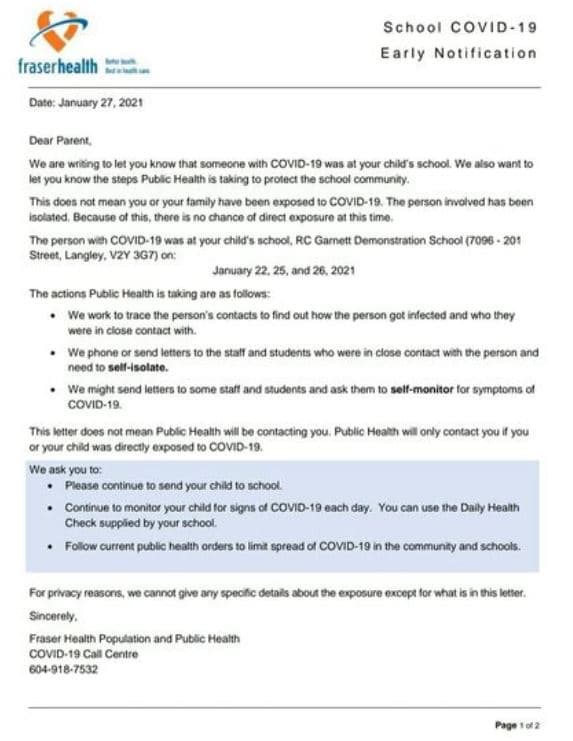 School COVID-19
Early Notification
fraserhealth
Better health.
Best in health care.
Date: January 27, 2021
Dear Parent,
We are writing to let you know that someone with COVID-19 was at your child's school. We also want to
let you know the steps Public Health is taking to protect the school community.
This does not mean you or your family have been exposed to COVID-19. The person involved has been
isolated. Because of this, there is no chance of direct exposure at this time.
The person with COVID-19 was at your child's school, RC Garnett Demonstration School (7096 - 201
Street, Langley, V2Y 3G7) on:
January 22, 25, and 26, 2021
The actions Public Health is taking are as follows:
• We work to trace the person's contacts to find out how the person got infected and who they
were in close contact with.
• We phone or send letters to the staff and students who were in close contact with the person and
need to self-isolate.
• We might send letters to some staff and students and ask them to self-monitor for symptoms of
COVID-19.
This letter does not mean Public Health will be contacting you. Public Health will only contact you if you
or your child was directly exposed to COVID-19.
We ask you to:
• Please continue to send your child to school.
• Continue to monitor your child for signs of COVID-19 each day. You can use the Daily Health
Check supplied by your school.
• Follow current public health orders to limit spread of COVID-19 in the community and schools.
For privacy reasons, we cannot give any specific details about the exposure except for what is in this letter.
Sincerely,
Fraser Health Population and Public Health
COVID-19 Call Centre
604-918-7532
Page 1 of 2